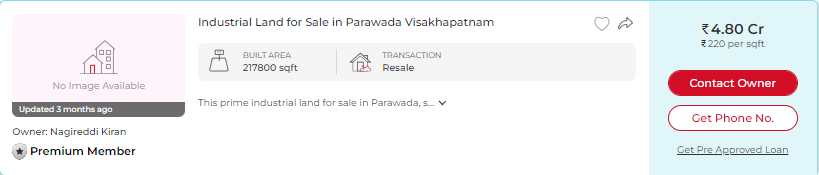 Industrial Land for Sale in Parawada Visakhapatnam
No Image Available
Updated 3 months ago
Owner: Nagireddi Kiran
Premium Member
BUILT AREA
217800 sqft
TRANSACTION
Resale
This prime industrial land for sale in Parawada, s...
₹4.80 Cr
₹220 per sqft
Contact Owner
Get Phone No.
Get Pre Approved Loan